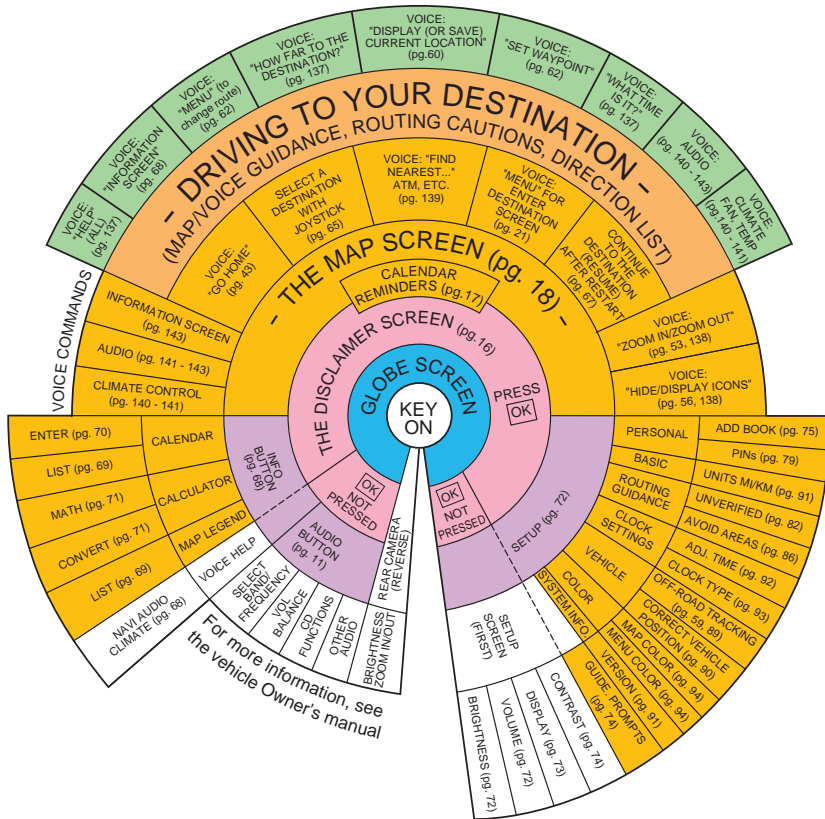 VOICE:
"HELP"
(ALL)
(pg. 137)
VOICE:
"INFORMATION
SCREEN"
(pg. 68)
VOICE:
"MENU" (to
change route)
(pg. 62)
VOICE:
"HOW FAR TO THE
DESTINATION?"
(pg. 137)
VOICE:
"DISPLAY (OR SAVE)
CURRENT LOCATION"
(pg.60)
VOICE:
"SET WAYPOINT"
(pg. 62)
VOICE:
"WHAT TIME
IS IT?"
(pg. 137)
VOICE:
AUDIO
(pg. 140 - 143)
VOICE:
CLIMATE
FAN, TEMP
(pg.140 - 141)
- DRIVING TO YOUR DESTINATION -
(MAP/VOICE GUIDANCE, ROUTING CAUTIONS, DIRECTION LIST)
VOICE:
"GO HOME"
(pg. 43)
SELECT A
DESTINATION
WITH
JOYSTICK
(pg. 65)
VOICE: "FIND
NEAREST..."
ATM, ETC.
(pg. 139)
VOICE:
"MENU" FOR
ENTER
DESTINATION
SCREEN
(pg. 21)
CONTINUE
TO THE
DESTINATION
(RESUME)
AFTER RESTART
(pg. 67)
- THE MAP SCREEN (pg. 18) -
CALENDAR
REMINDERS (pg.17)
THE DISCLAIMER SCREEN (pg.16)
GLOBE SCREEN
KEY
ON
PRESS
OK
VOICE COMMANDS
INFORMATION SCREEN
(pg. 143)
AUDIO (pg. 141 - 143)
CLIMATE CONTROL
(pg. 140 - 141)
VOICE:
"ZOOM IN/ZOOM OUT"
(pg. 53, 138)
VOICE:
"HIDE/DISPLAY ICONS"
(pg. 56, 138)
ENTER (pg. 70)
LIST (pg. 69)
MATH (pg. 71)
CONVERT (pg. 71)
LIST (pg. 69)
NAVI AUDIO
CLIMATE (pg. 68)
CALENDAR
CALCULATOR
MAP LEGEND
VOICE HELP
INFO
BUTTON
(pg. 68)
AUDIO
BUTTON
(pg. 11)
OK
NOT
PRESSED
SELECT
BAND/
FREQUENCY
VOL
BALANCE
CD
FUNCTIONS
OTHER
AUDIO
REAR CAMERA
(REVERSE)
BRIGHTNESS
ZOOM IN/OUT
For more information, see
the vehicle Owner's manual
OK
NOT
PRESSED
SETUP (pg. 72)
PERSONAL
BASIC
ROUTING
GUIDANCE
CLOCK
SETTINGS
VEHICLE
COLOR
SYSTEM INFO.
ADD BOOK (pg. 75)
PINs (pg. 79)
UNITS MI/KM (pg. 91)
UNVERIFIED (pg. 82)
AVOID AREAS (pg. 86)
ADJ. TIME (pg. 92)
CLOCK TYPE (pg. 93)
OFF-ROAD TRACKING
(pg. 59, 89)
CORRECT VEHICLE
POSITION (pg. 90)
MAP COLOR (pg. 94)
MENU COLOR (pg. 94)
VERSION (pg. 91)
GUIDE. PROMPTS
(pg. 74)
SETUP
SCREEN
(FIRST)
CONTRAST (pg. 74)
DISPLAY (pg. 73)
VOLUME (pg. 72)
BRIGHTNESS (pg. 72)